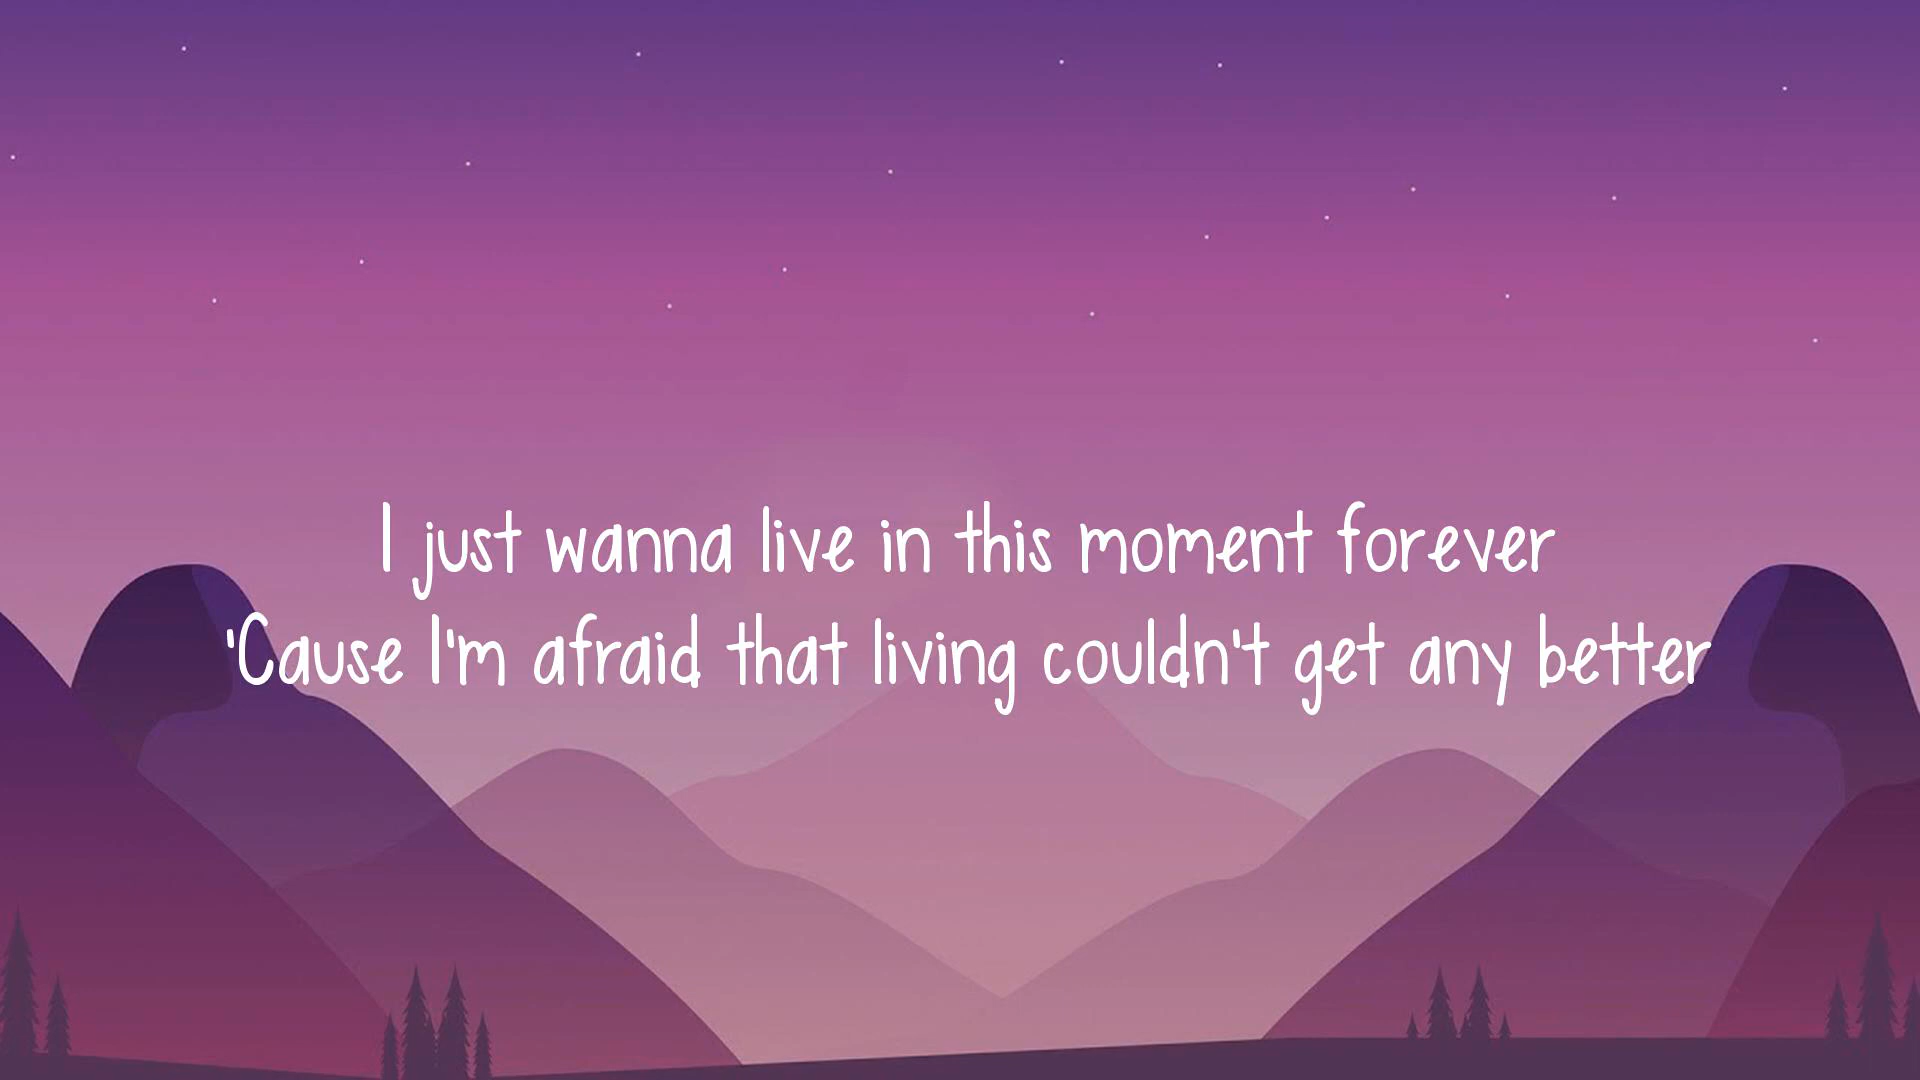 I just wanna live in this moment forever
'Cause I'm afraid that living couldn't get any better